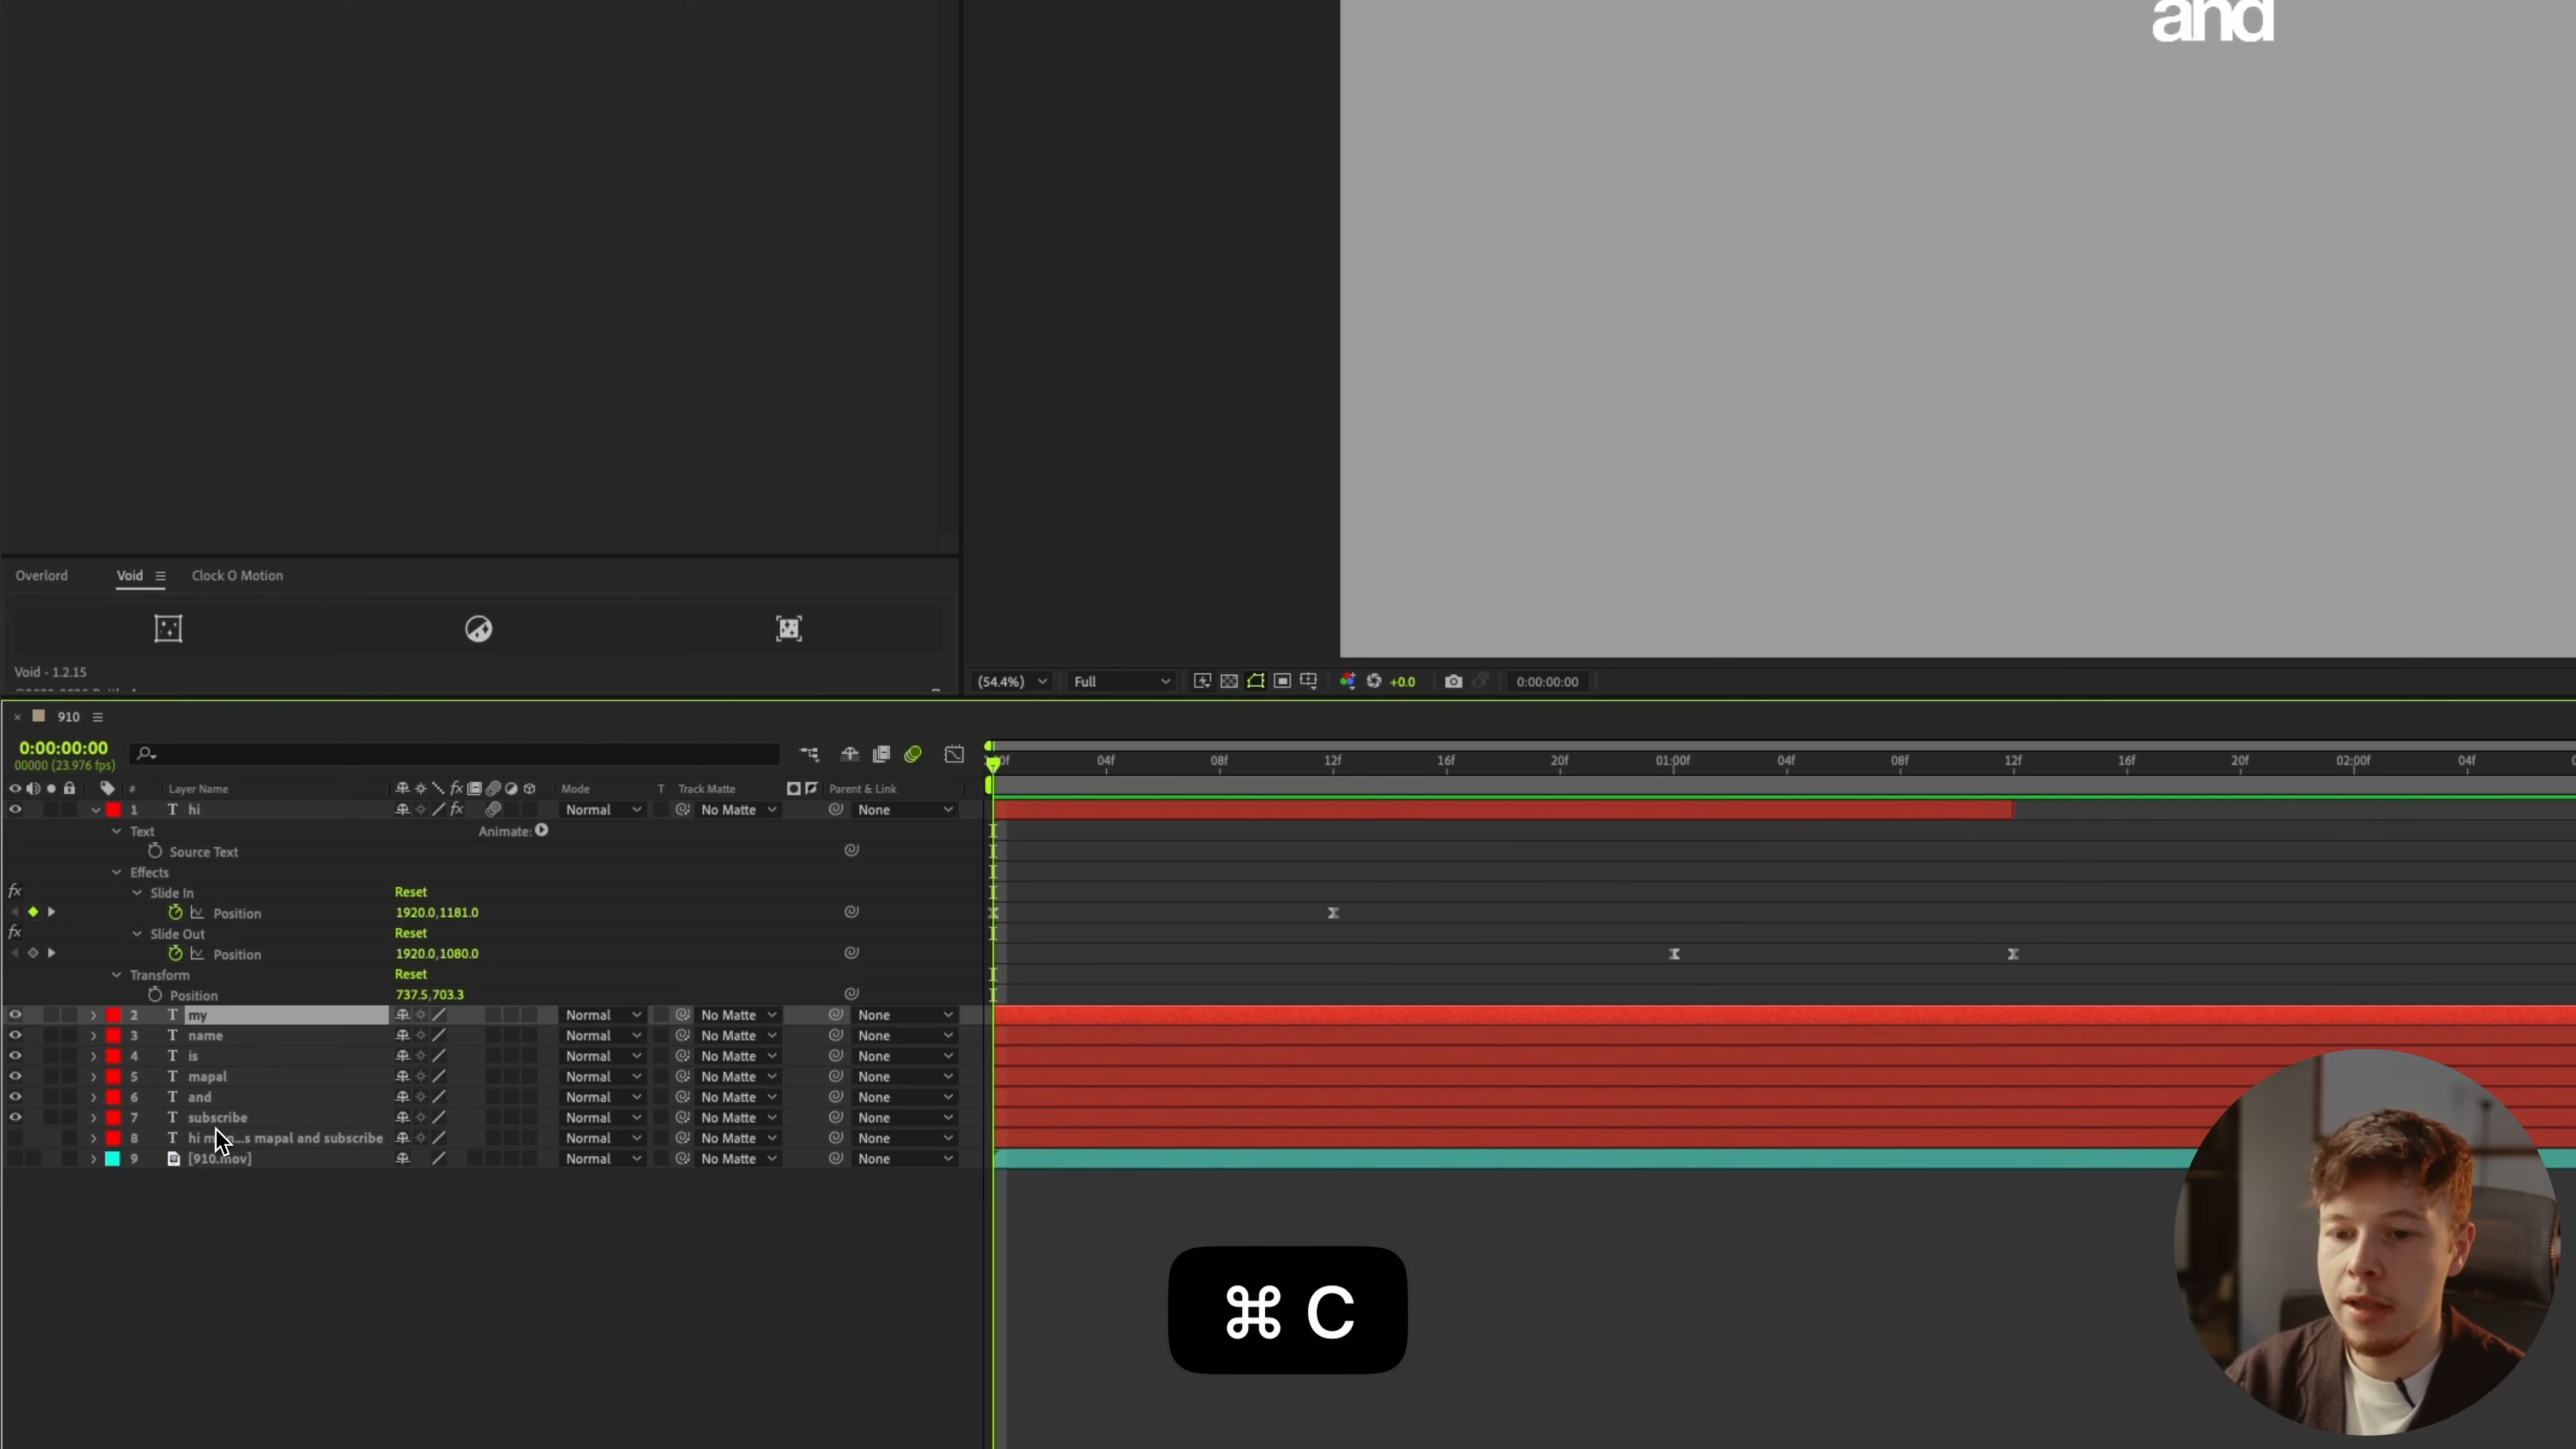 and
Overlord Void Clock O Motion
Void - 1.2.15
(54.4%) Full +0.0 0:00:00:00
910
0:00:00:00
00000 (23.976 fps)
04f 08f 12f 16f 20f 01:00f 04f 08f 12f 16f 20f 02:00f 04f
# Layer Name fx Mode T Track Matte Parent & Link
1 T hi fx Normal No Matte None
Text Animate:
Source Text
Effects
fx Slide In Reset
Position 1920.0,1181.0
fx Slide Out Reset
Position 1920.0,1080.0
Transform Reset
Position 737.5,703.3
2 T my Normal No Matte None
3 T name Normal No Matte None
4 T is Normal No Matte None
5 T mapal Normal No Matte None
6 T and Normal No Matte None
7 T subscribe Normal No Matte None
8 T hi mapal and subscribe Normal No Matte None
9 [910.mov] Normal No Matte None
⌘ C